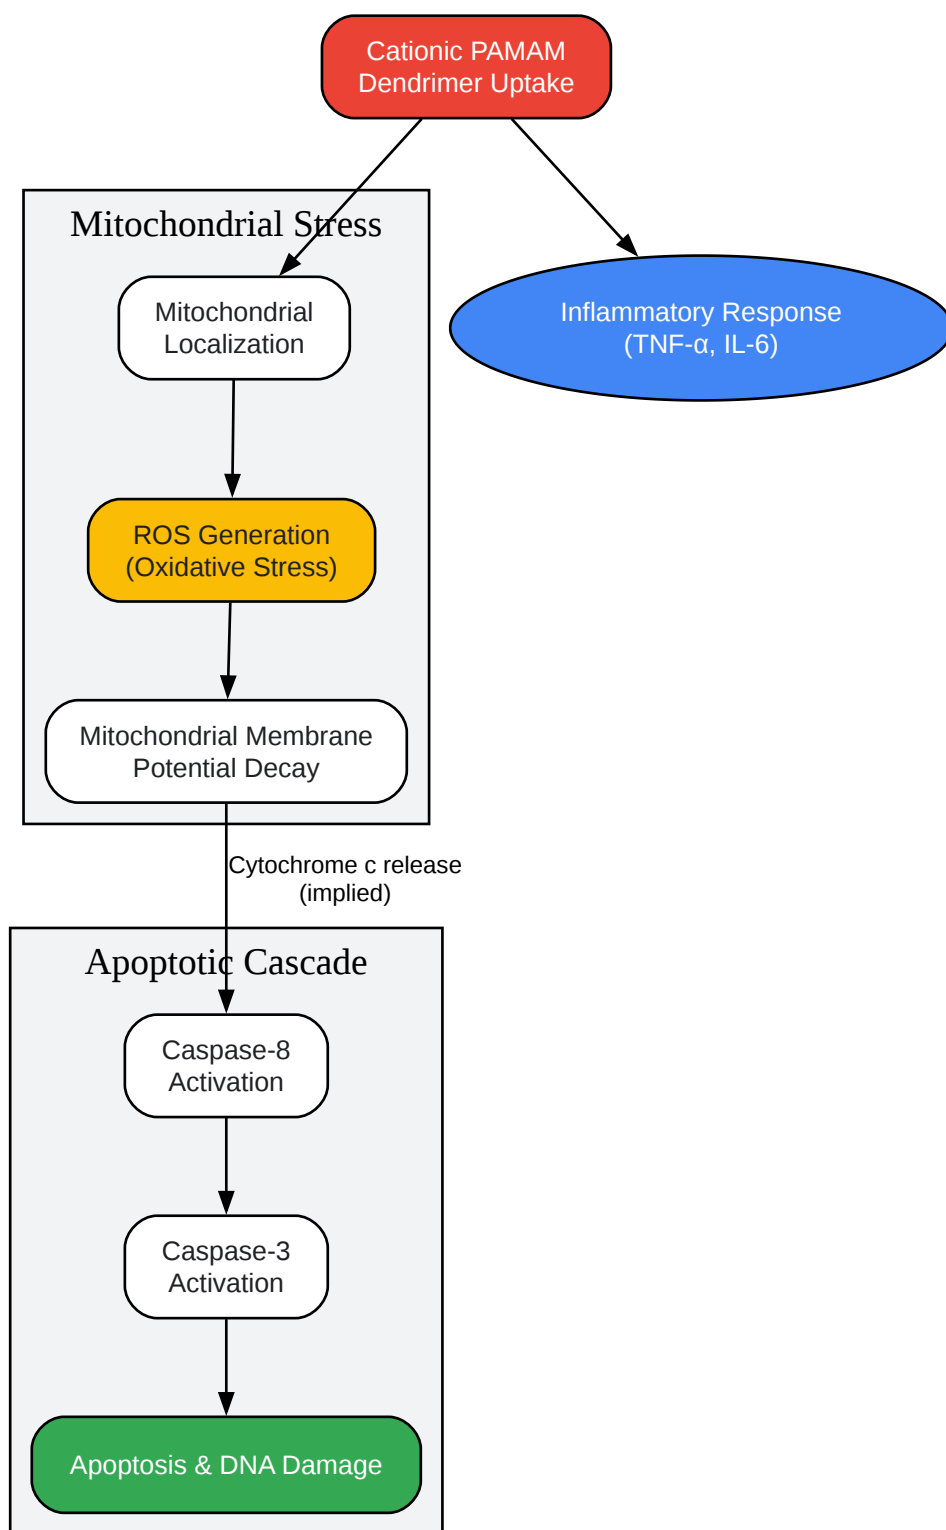 Cationic PAMAM
Dendrimer Uptake
Mitochondrial Stress
Mitochondrial
Localization
Inflammatory Response
(TNF-α, IL-6)
ROS Generation
(Oxidative Stress)
Mitochondrial Membrane
Potential Decay
Cytochrome c release
(implied)
Apoptotic Cascade
Caspase-8
Activation
Caspase-3
Activation
Apoptosis & DNA Damage